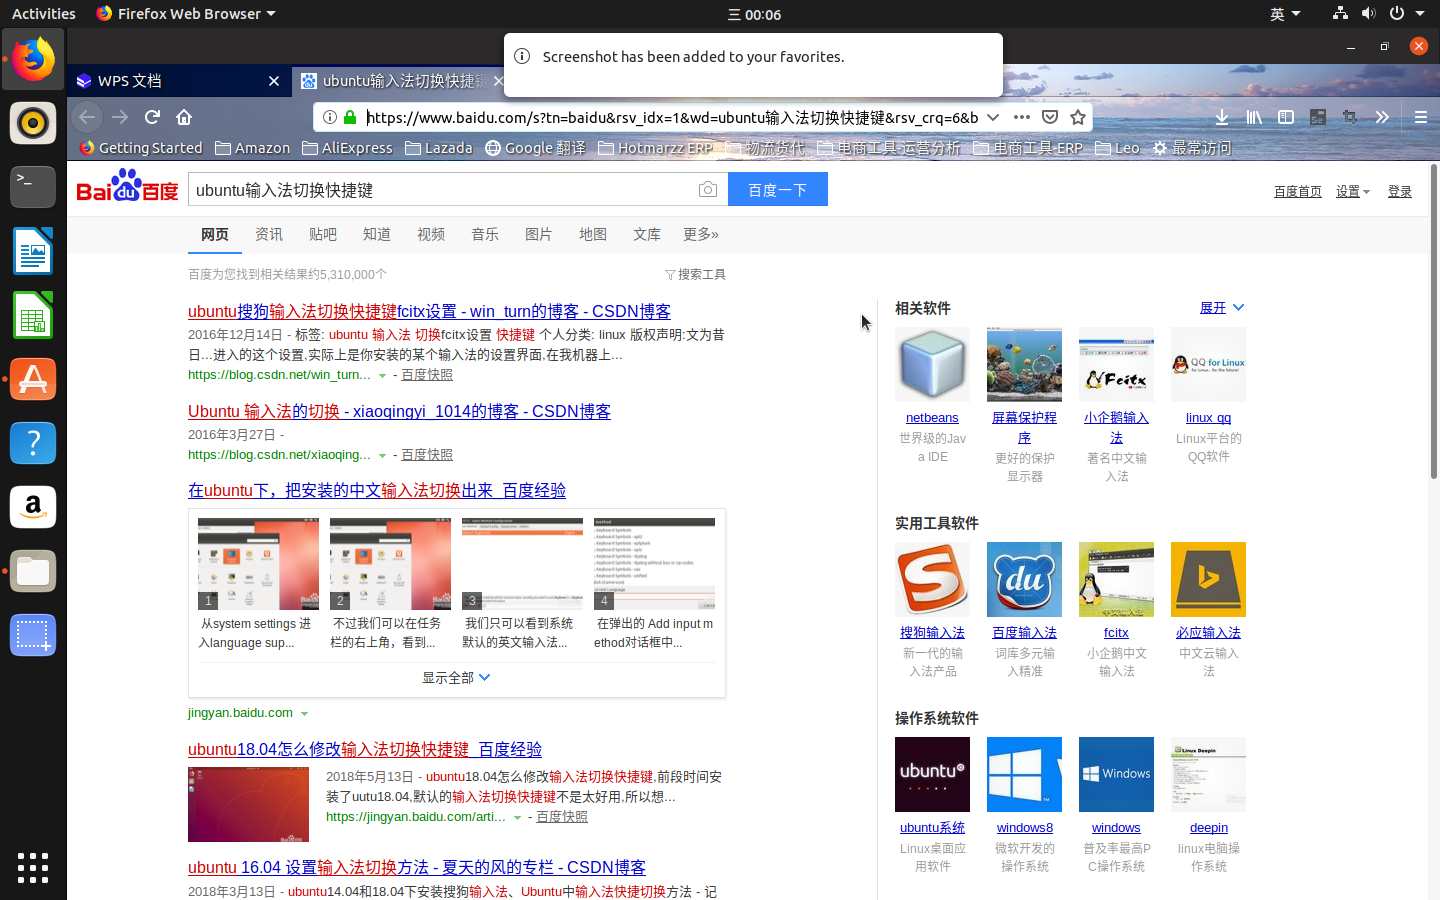 Activities
Firefox Web Browser
三 00:06
英
Screenshot has been added to your favorites.
WPS 文档
ubuntu输入法切换快捷键
https://www.baidu.com/s?tn=baidu&rsv_idx=1&wd=ubuntu输入法切换快捷键&rsv_crq=6&b
Getting Started
Amazon
AliExpress
Lazada
Google 翻译
Hotmarzz ERP
物流货代
电商工具-运营分析
电商工具-ERP
Leo
最常访问
Bai du 百度
ubuntu输入法切换快捷键
百度一下
百度首页 设置 登录
网页 资讯 贴吧 知道 视频 音乐 图片 地图 文库 更多»
百度为您找到相关结果约5,310,000个
搜索工具
ubuntu搜狗输入法切换快捷键fcitx设置 - win_turn的博客 - CSDN博客
2016年12月14日 - 标签: ubuntu 输入法 切换fcitx设置 快捷键 个人分类: linux 版权声明:文为昔
日...进入的这个设置,实际上是你安装的某个输入法的设置界面,在我机器上...
https://blog.csdn.net/win_turn... - 百度快照
Ubuntu 输入法的切换 - xiaoqingyi_1014的博客 - CSDN博客
2016年3月27日 -
https://blog.csdn.net/xiaoqing... - 百度快照
在ubuntu下，把安装的中文输入法切换出来_百度经验
1
2
3
4
从system settings 进
入language sup...
不过我们可以在任务
栏的右上角，看到...
我们只可以看到系统
默认的英文输入法...
在弹出的 Add input m
ethod对话框中...
显示全部
jingyan.baidu.com
ubuntu18.04怎么修改输入法切换快捷键_百度经验
2018年5月13日 - ubuntu18.04怎么修改输入法切换快捷键,前段时间安
装了uutu18.04,默认的输入法切换快捷键不是太好用,所以想...
https://jingyan.baidu.com/arti... - 百度快照
ubuntu 16.04 设置输入法切换方法 - 夏天的风的专栏 - CSDN博客
2018年3月13日 - ubuntu14.04和18.04下安装搜狗输入法、Ubuntu中输入法快捷切换方法 - 记
相关软件
展开
Fcitx
QQ for Linux
netbeans
世界级的Jav
a IDE
屏幕保护程
序
更好的保护
显示器
小企鹅输入
法
著名中文输
入法
linux qq
Linux平台的
QQ软件
实用工具软件
S
du
中文输入法
搜狗输入法
新一代的输
入法产品
百度输入法
词库多元输
入精准
fcitx
小企鹅中文
输入法
必应输入法
中文云输入
法
操作系统软件
ubuntu
Windows
Linux Deepin
ubuntu系统
Linux桌面应
用软件
windows8
微软开发的
操作系统
windows
普及率最高P
C操作系统
deepin
linux电脑操
作系统